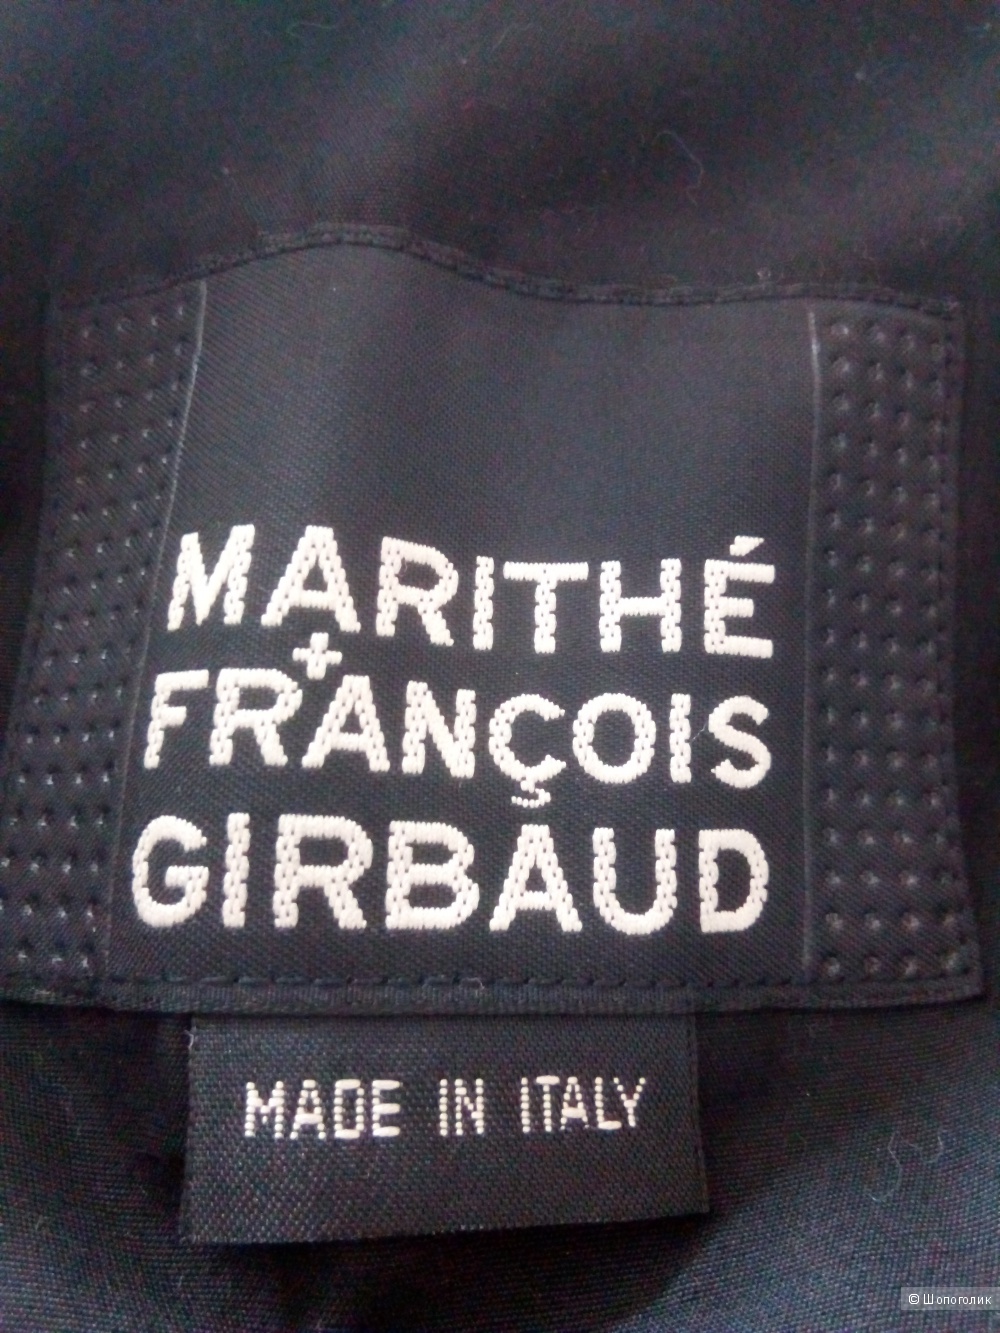 MARITHÉ
+
FRANÇOIS
GIRBAUD
MADE IN ITALY
© Шопоголик